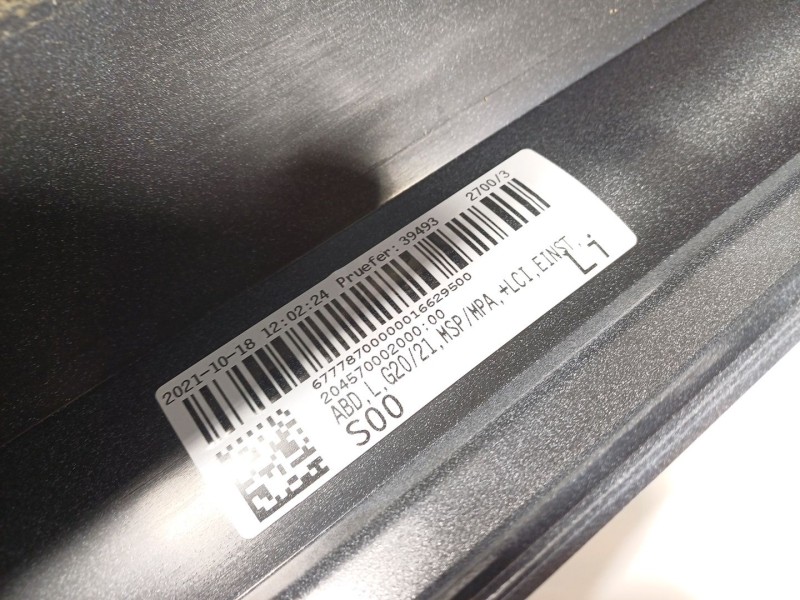 2021-10-18 12:02:24 Pruefer: 39493 2700/3
67778700000016629500
204570002000:00
ABD.L,G20/21,MSP/MPA,+LCI,EINST.
S00 Li